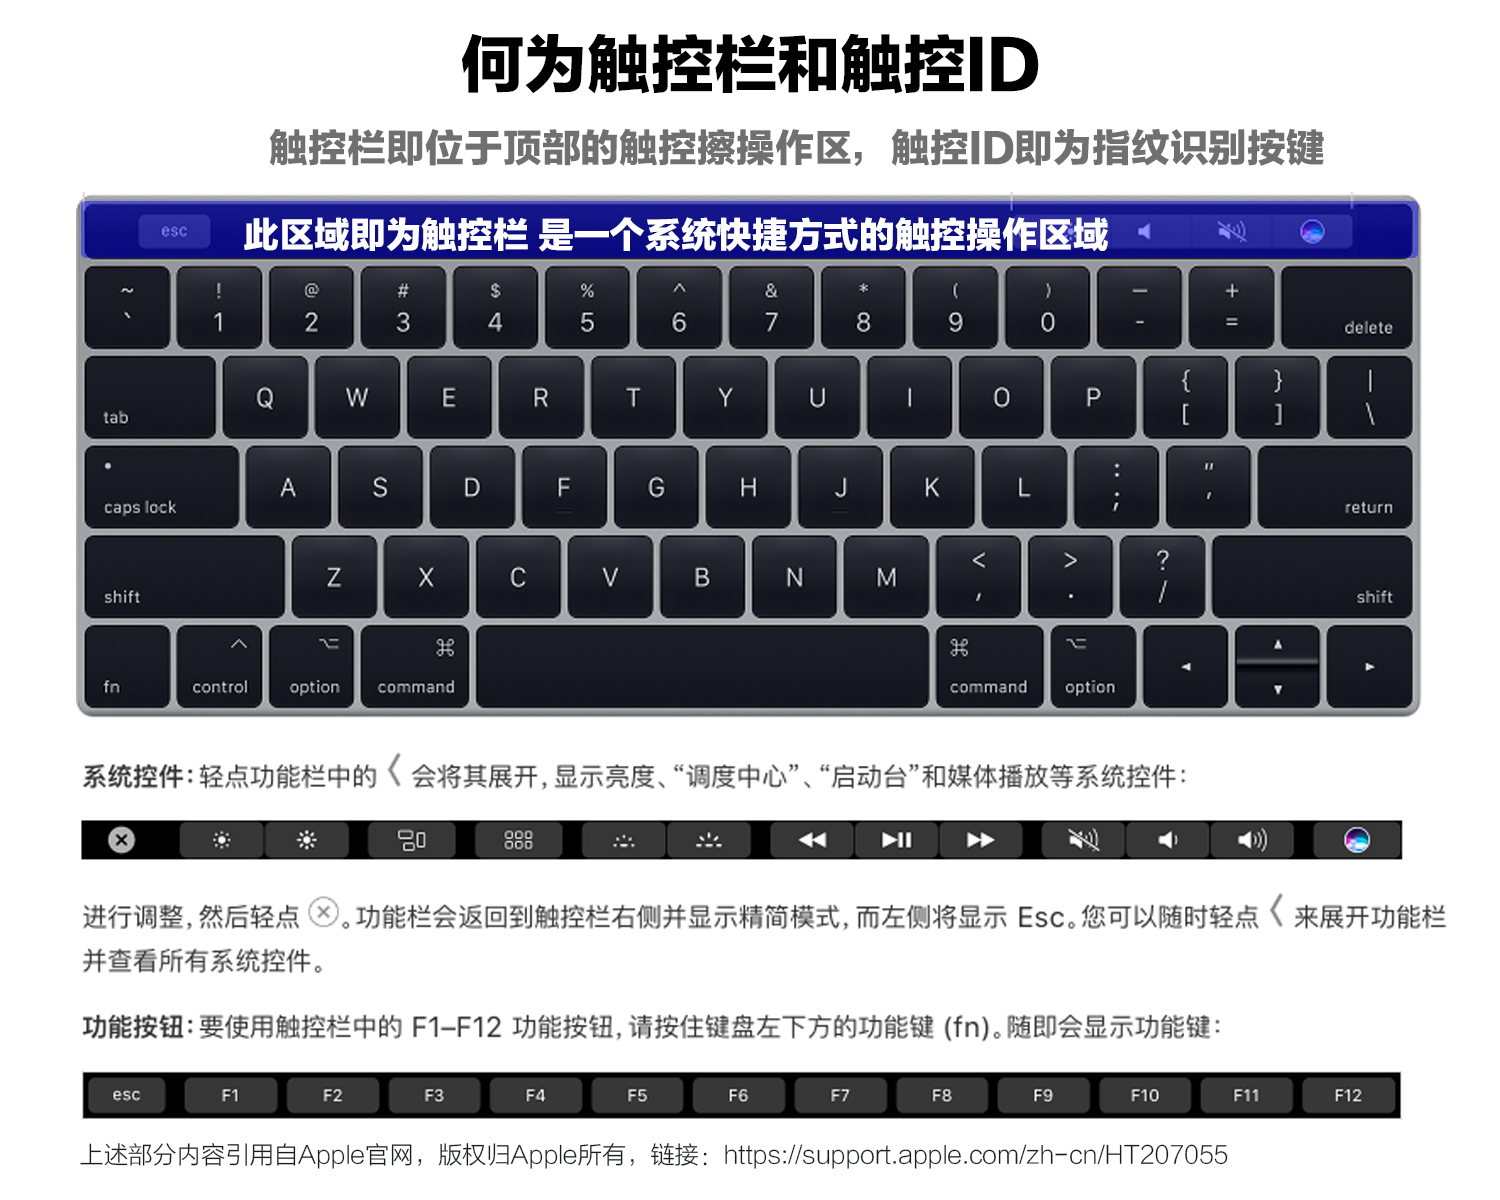 何为触控栏和触控ID
触控栏即位于顶部的触控擦操作区，触控ID即为指纹识别按键
esc 此区域即为触控栏 是一个系统快捷方式的触控操作区域
~ ! @ # $ % ^ & * ( ) — +
` 1 2 3 4 5 6 7 8 9 0 - = delete
tab Q W E R T Y U I O P { [ } ] | \
caps lock A S D F G H J K L : ; " ' return
shift Z X C V B N M < , > . ? / shift
fn control option command command option
系统控件：轻点功能栏中的 〈 会将其展开，显示亮度、“调度中心”、“启动台”和媒体播放等系统控件：
进行调整，然后轻点 ⓧ。功能栏会返回到触控栏右侧并显示精简模式，而左侧将显示 Esc。您可以随时轻点 〈 来展开功能栏
并查看所有系统控件。
功能按钮：要使用触控栏中的 F1–F12 功能按钮，请按住键盘左下方的功能键 (fn)。随即会显示功能键：
esc F1 F2 F3 F4 F5 F6 F7 F8 F9 F10 F11 F12
上述部分内容引用自Apple官网，版权归Apple所有，链接：https://support.apple.com/zh-cn/HT207055